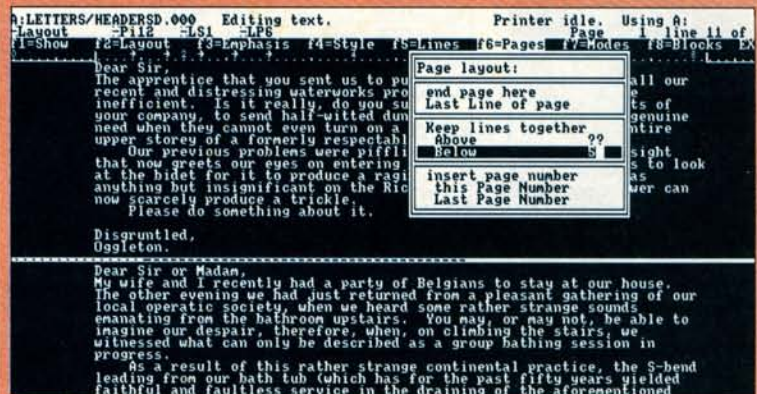 A:LETTERS/HEADERSD.000 Editing text. Printer idle. Using A:
-Layout -Pi12 -LS1 -LP6 Page 1 line 11 of
f1=Show f2=Layout f3=Emphasis f4=Style f5=Lines f6=Pages f7=Modes f8=Blocks EX
Dear Sir,
The apprentice that you sent us to pu all our
recent and distressing waterworks pro e
inefficient. Is it really, do you su ts of
your company, to send half-witted dun genuine
need when they cannot even turn on a ntire
upper storey of a formerly respectabl
Our previous problems were piffli sight
that now greets our eyes on entering s to look
at the bidet for it to produce a ragi as
anything but insignificant on the Ric wer can
now scarcely produce a trickle.
Please do something about it.
Page layout:
end page here
Last Line of page
Keep lines together
Above ??
Below 5
insert page number
this Page Number
Last Page Number
Disgruntled,
Oggleton.
Dear Sir or Madam,
My wife and I recently had a party of Belgians to stay at our house.
The other evening we had just returned from a pleasant gathering of our
local operatic society, when we heard some rather strange sounds
emanating from the bathroom upstairs. You may, or may not, be able to
imagine our despair, therefore, when, on climbing the stairs, we
witnessed what can only be described as a group bathing session in
progress.
As a result of this rather strange continental practice, the S-bend
leading from our bath tub (which has for the past fifty years yielded
faithful and faultless service in the draining of the aforementioned